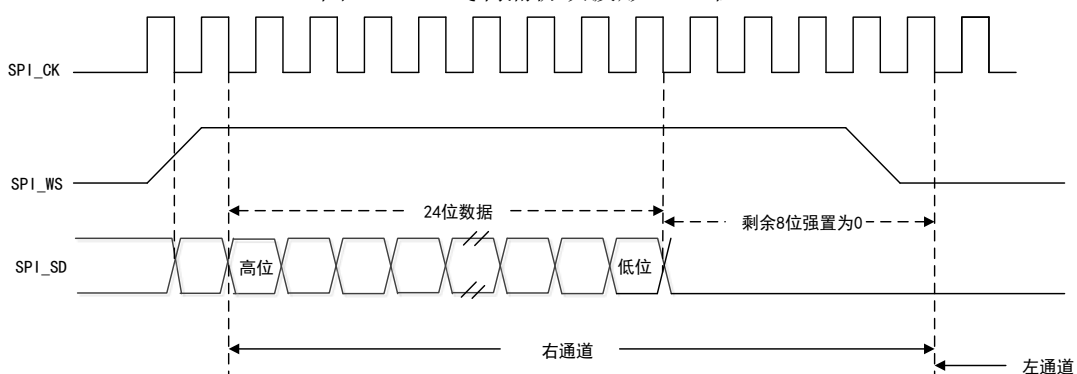 SPI_CK
SPI_WS
24位数据
剩余8位强置为0
SPI_SD
高位
低位
右通道
左通道